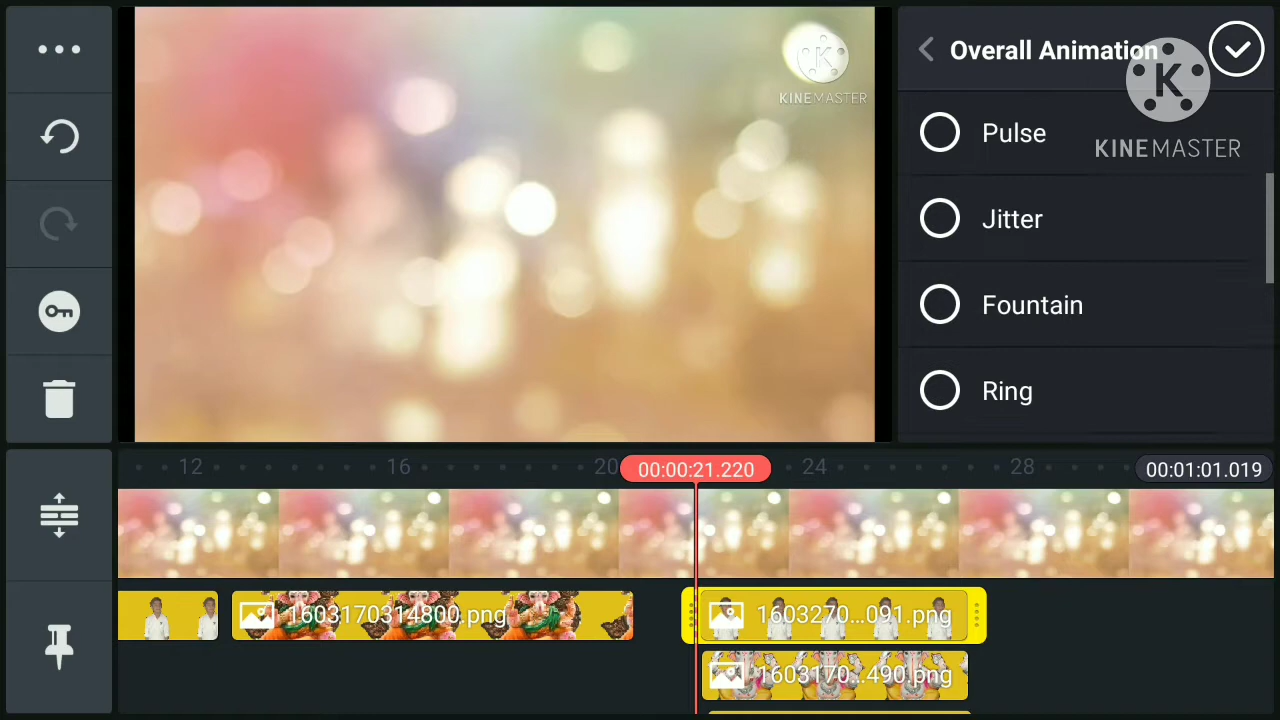 KINEMASTER
Overall Animation
KINEMASTER
Pulse
Jitter
Fountain
Ring
12
16
20
00:00:21.220
24
28
00:01:01.019
1603170314800.png
1603270...091.png
1603170...490.png